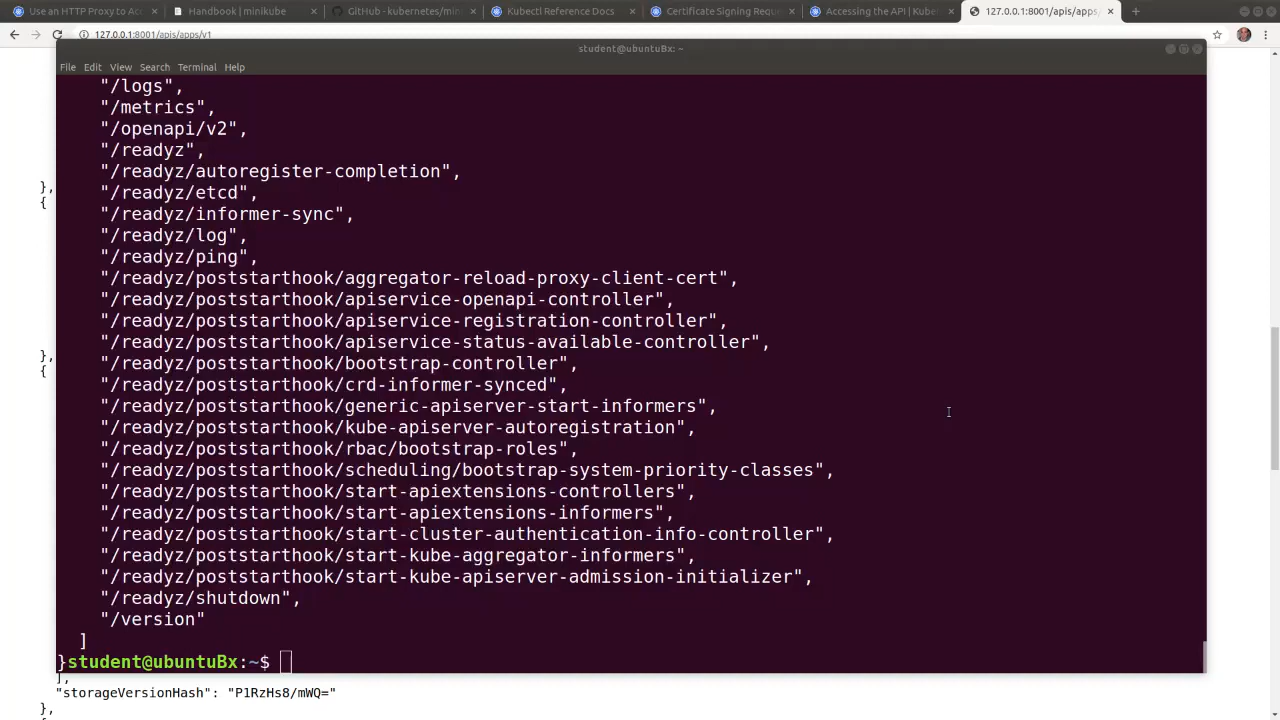 Use an HTTP Proxy to Acc
Handbook | minikube
GitHub - kubernetes/min
Kubectl Reference Docs
Certificate Signing Reque
Accessing the API | Kube
127.0.0.1:8001/apis/apps/
127.0.0.1:8001/apis/apps/v1
student@ubuntuBx: ~
File Edit View Search Terminal Help
"/logs",
"/metrics",
"/openapi/v2",
"/readyz",
"/readyz/autoregister-completion",
},
"/readyz/etcd",
{
"/readyz/informer-sync",
"/readyz/log",
"/readyz/ping",
"/readyz/poststarthook/aggregator-reload-proxy-client-cert",
"/readyz/poststarthook/apiservice-openapi-controller",
"/readyz/poststarthook/apiservice-registration-controller",
"/readyz/poststarthook/apiservice-status-available-controller",
},
"/readyz/poststarthook/bootstrap-controller",
{
"/readyz/poststarthook/crd-informer-synced",
"/readyz/poststarthook/generic-apiserver-start-informers",
"/readyz/poststarthook/kube-apiserver-autoregistration",
"/readyz/poststarthook/rbac/bootstrap-roles",
"/readyz/poststarthook/scheduling/bootstrap-system-priority-classes",
"/readyz/poststarthook/start-apiextensions-controllers",
"/readyz/poststarthook/start-apiextensions-informers",
"/readyz/poststarthook/start-cluster-authentication-info-controller",
"/readyz/poststarthook/start-kube-aggregator-informers",
"/readyz/poststarthook/start-kube-apiserver-admission-initializer",
"/readyz/shutdown",
"/version"
]
}student@ubuntuBx:~$
],
"storageVersionHash": "P1RzHs8/mWQ="
},